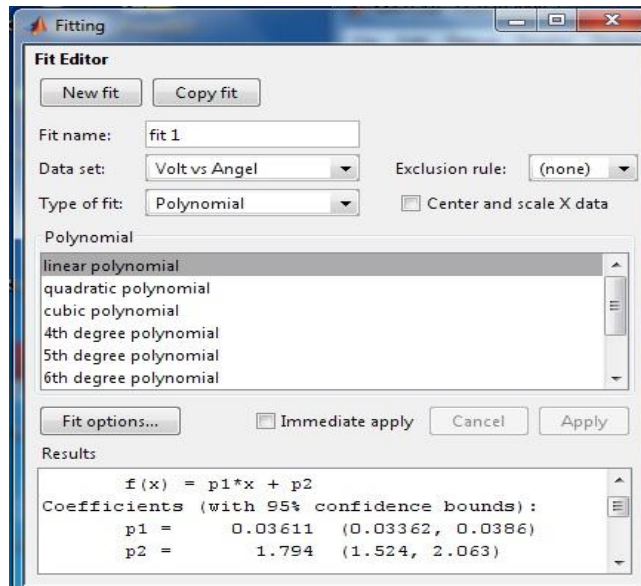 Fitting
Fit Editor
New fit
Copy fit
Fit name:
fit 1
Data set:
Volt vs Angel
Exclusion rule:
(none)
Type of fit:
Polynomial
Center and scale X data
Polynomial
linear polynomial
quadratic polynomial
cubic polynomial
4th degree polynomial
5th degree polynomial
6th degree polynomial
Fit options...
Immediate apply
Cancel
Apply
Results
f(x) = p1*x + p2
Coefficients (with 95% confidence bounds):
p1 = 0.03611 (0.03362, 0.0386)
p2 = 1.794 (1.524, 2.063)